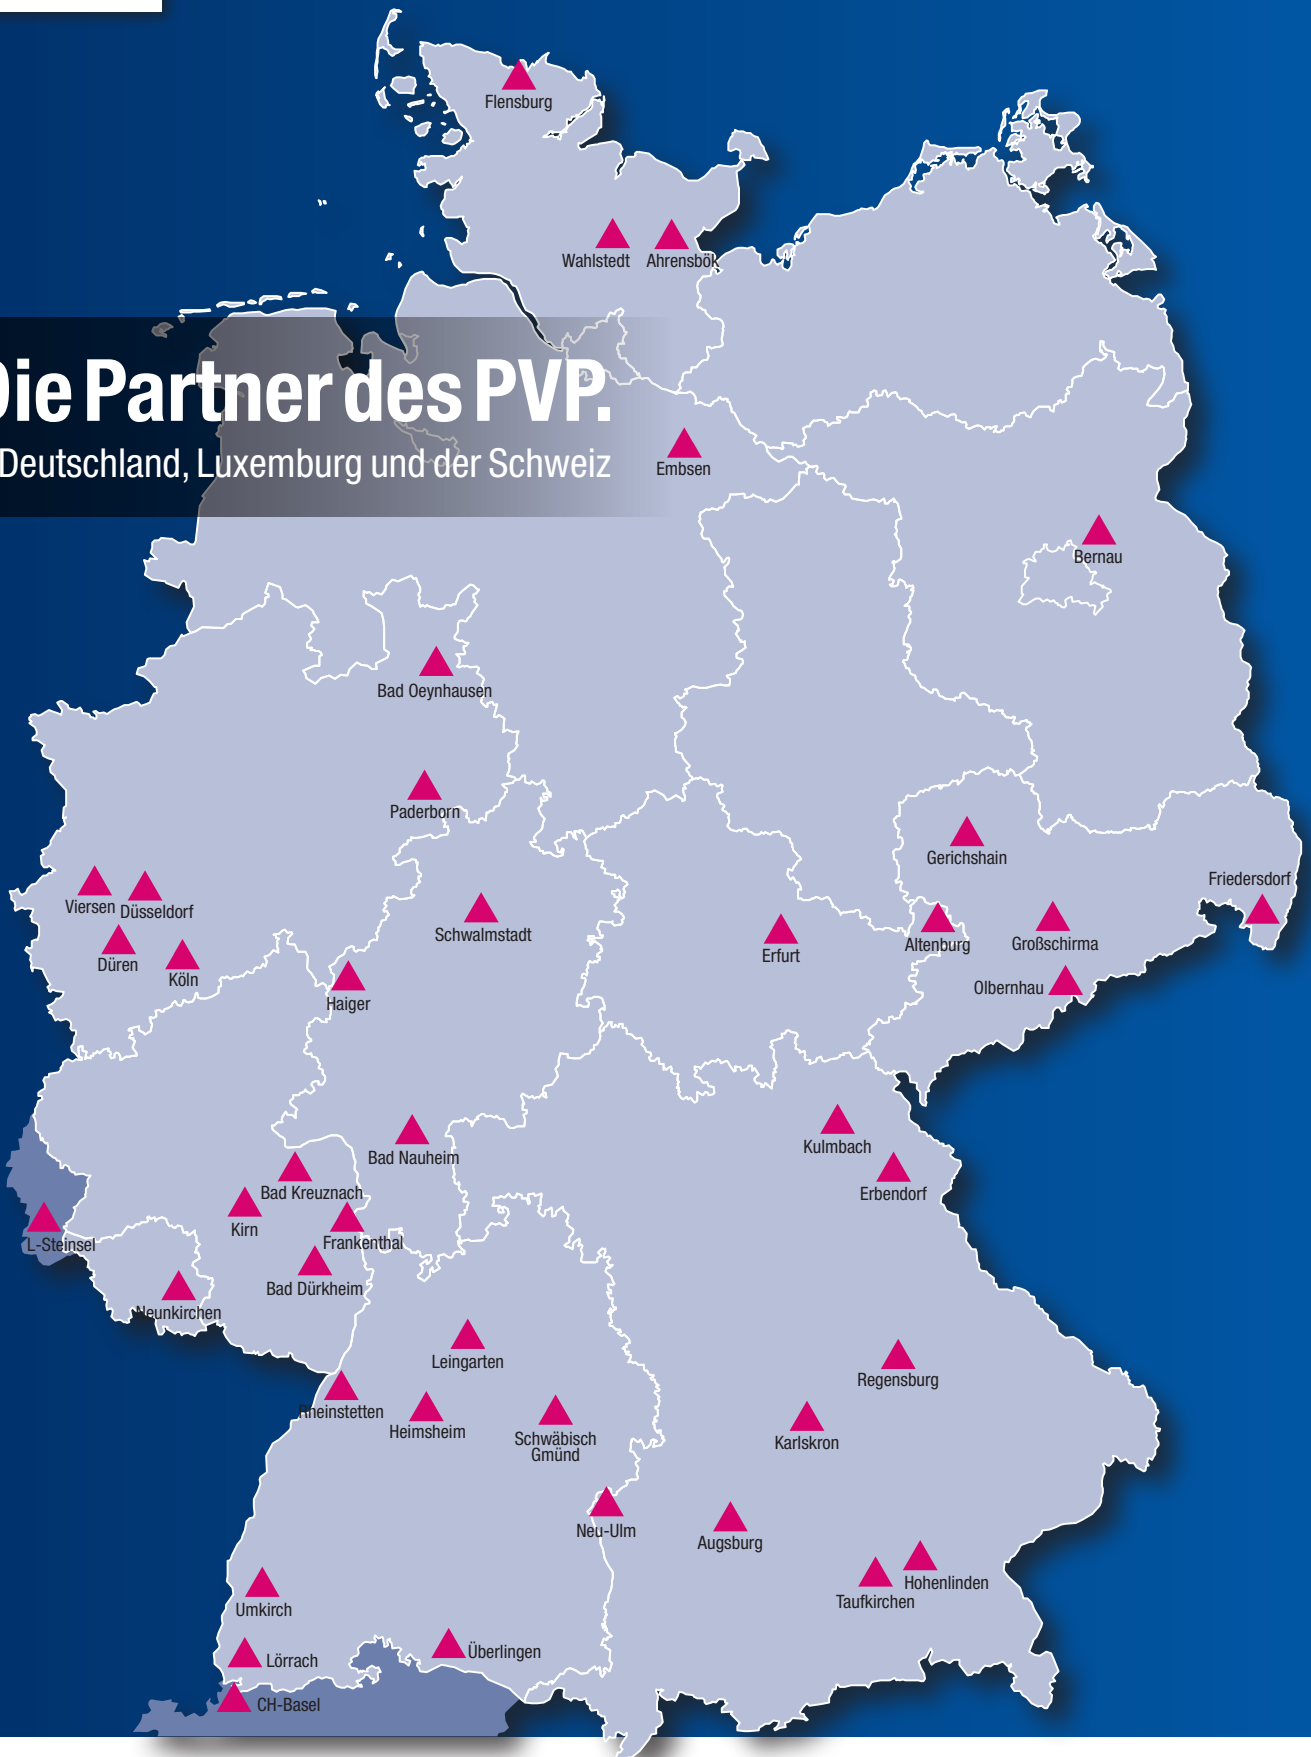 Flensburg
Wahlstedt
Ahrensbök
Die Partner des PVP.
Deutschland, Luxemburg und der Schweiz
Embsen
Bernau
Bad Oeynhausen
Paderborn
Gerichshain
Friedersdorf
Viersen
Düsseldorf
Schwalmstadt
Altenburg
Großschirma
Erfurt
Düren
Köln
Olbernhau
Haiger
Kulmbach
Bad Nauheim
Bad Kreuznach
Erbendorf
Kirn
Frankenthal
L-Steinsel
Bad Dürkheim
Neunkirchen
Leingarten
Regensburg
Rheinstetten
Heimsheim
Schwäbisch
Gmünd
Karlskron
Neu-Ulm
Augsburg
Hohenlinden
Taufkirchen
Umkirch
Überlingen
Lörrach
CH-Basel